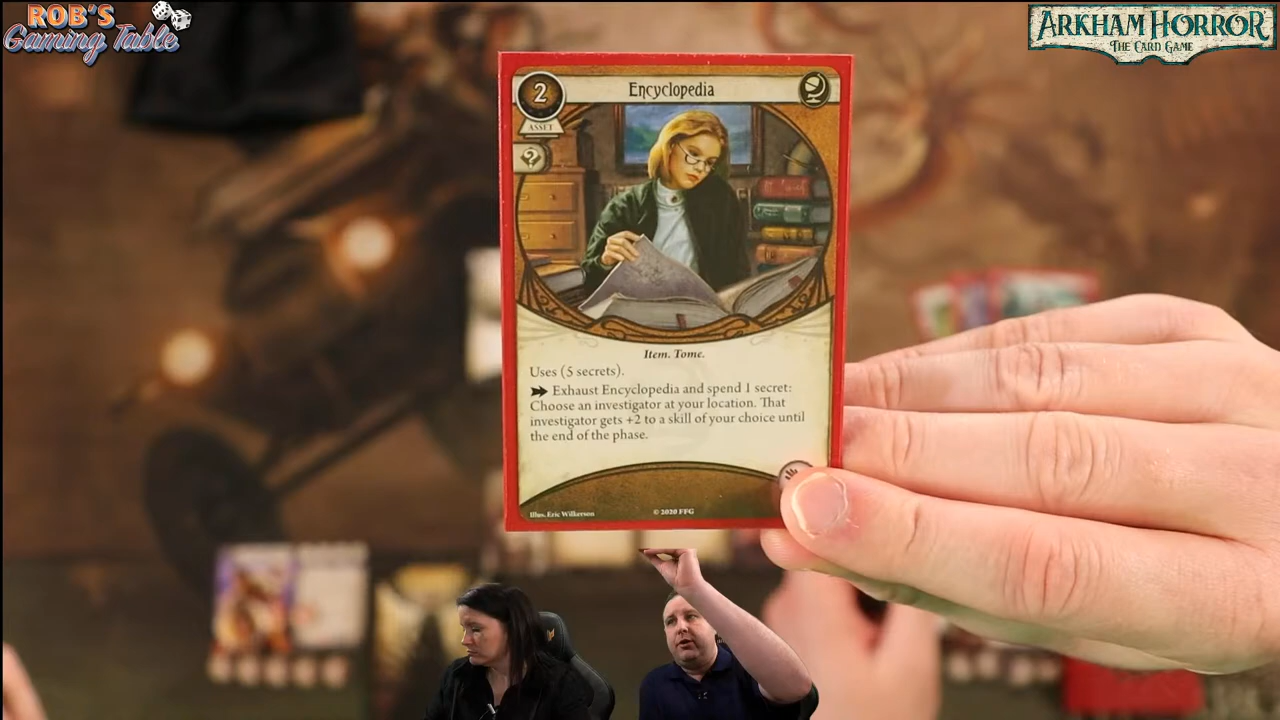 ROB'S
Gaming Table
ARKHAM HORROR
THE CARD GAME
2
Encyclopedia
ASSET
?
Item. Tome.
Uses (5 secrets).
Exhaust Encyclopedia and spend 1 secret:
Choose an investigator at your location. That
investigator gets +2 to a skill of your choice until
the end of the phase.
Illus. Eric Wilkerson
© 2020 FFG